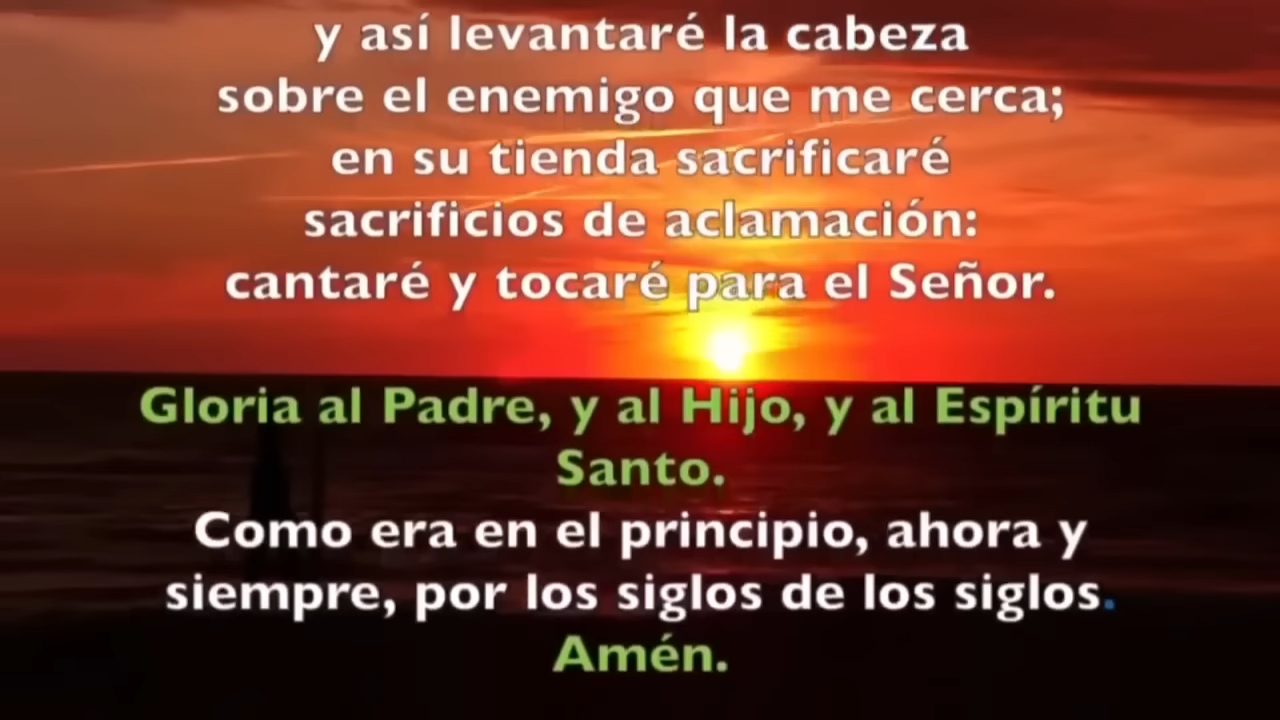 y así levantaré la cabeza
sobre el enemigo que me cerca;
en su tienda sacrificaré
sacrificios de aclamación:
cantaré y tocaré para el Señor.
Gloria al Padre, y al Hijo, y al Espíritu
Santo.
Como era en el principio, ahora y
siempre, por los siglos de los siglos.
Amén.